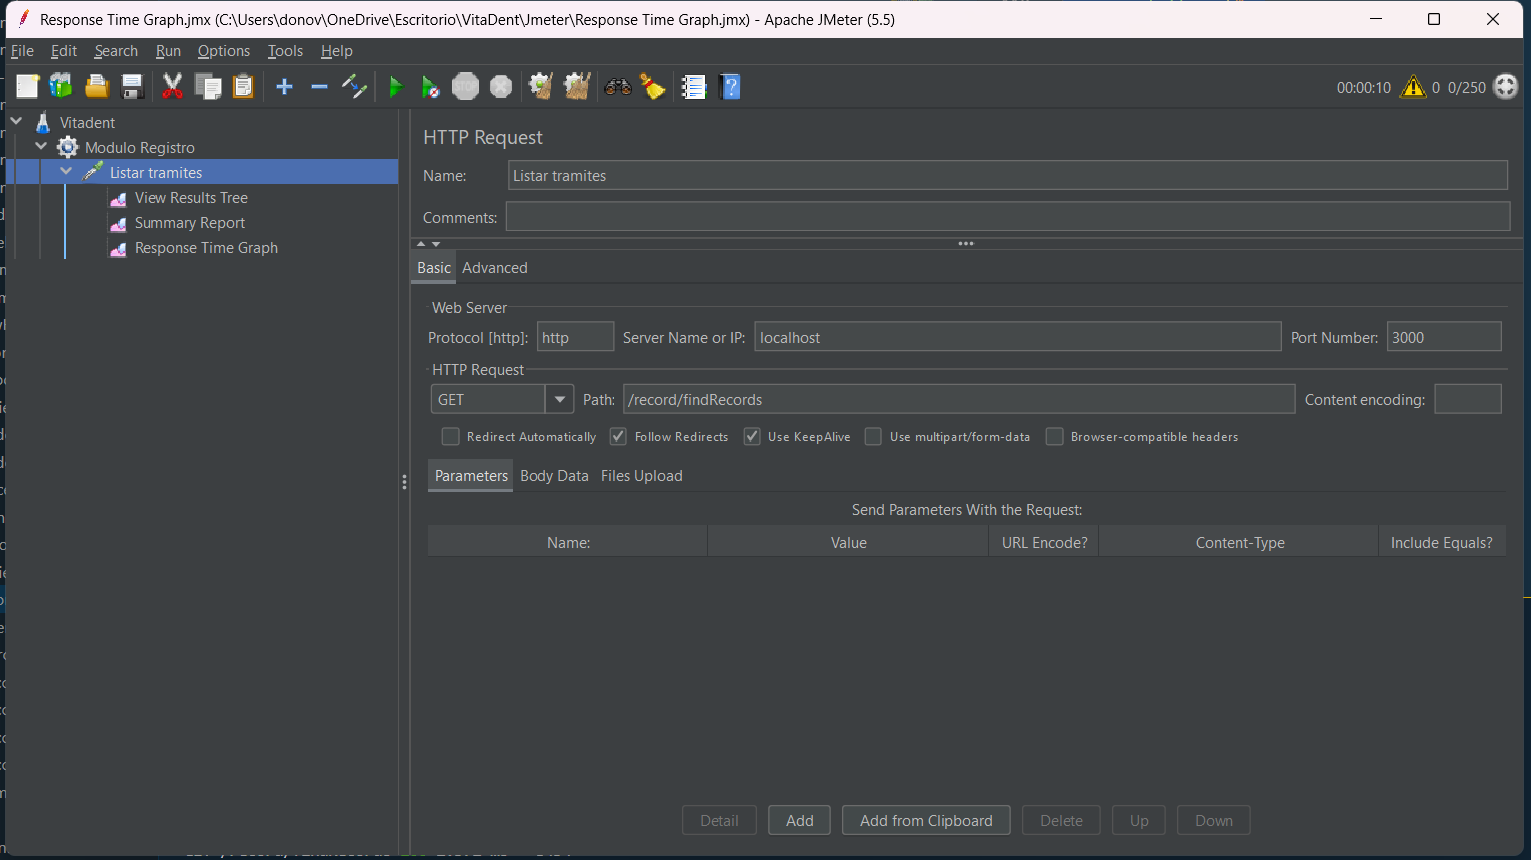 Response Time Graph.jmx (C:\Users\donov\OneDrive\Escritorio\VitaDent\Jmeter\Response Time Graph.jmx) - Apache JMeter (5.5)
File Edit Search Run Options Tools Help
STOP 00:00:10 0 0/250
Vitadent
Modulo Registro
Listar tramites
View Results Tree
Summary Report
Response Time Graph
HTTP Request
Name: Listar tramites
Comments:
Basic Advanced
Web Server
Protocol [http]: http Server Name or IP: localhost Port Number: 3000
HTTP Request
GET Path: /record/findRecords Content encoding:
Redirect Automatically Follow Redirects Use KeepAlive Use multipart/form-data Browser-compatible headers
Parameters Body Data Files Upload
Send Parameters With the Request:
Name: Value URL Encode? Content-Type Include Equals?
Detail Add Add from Clipboard Delete Up Down